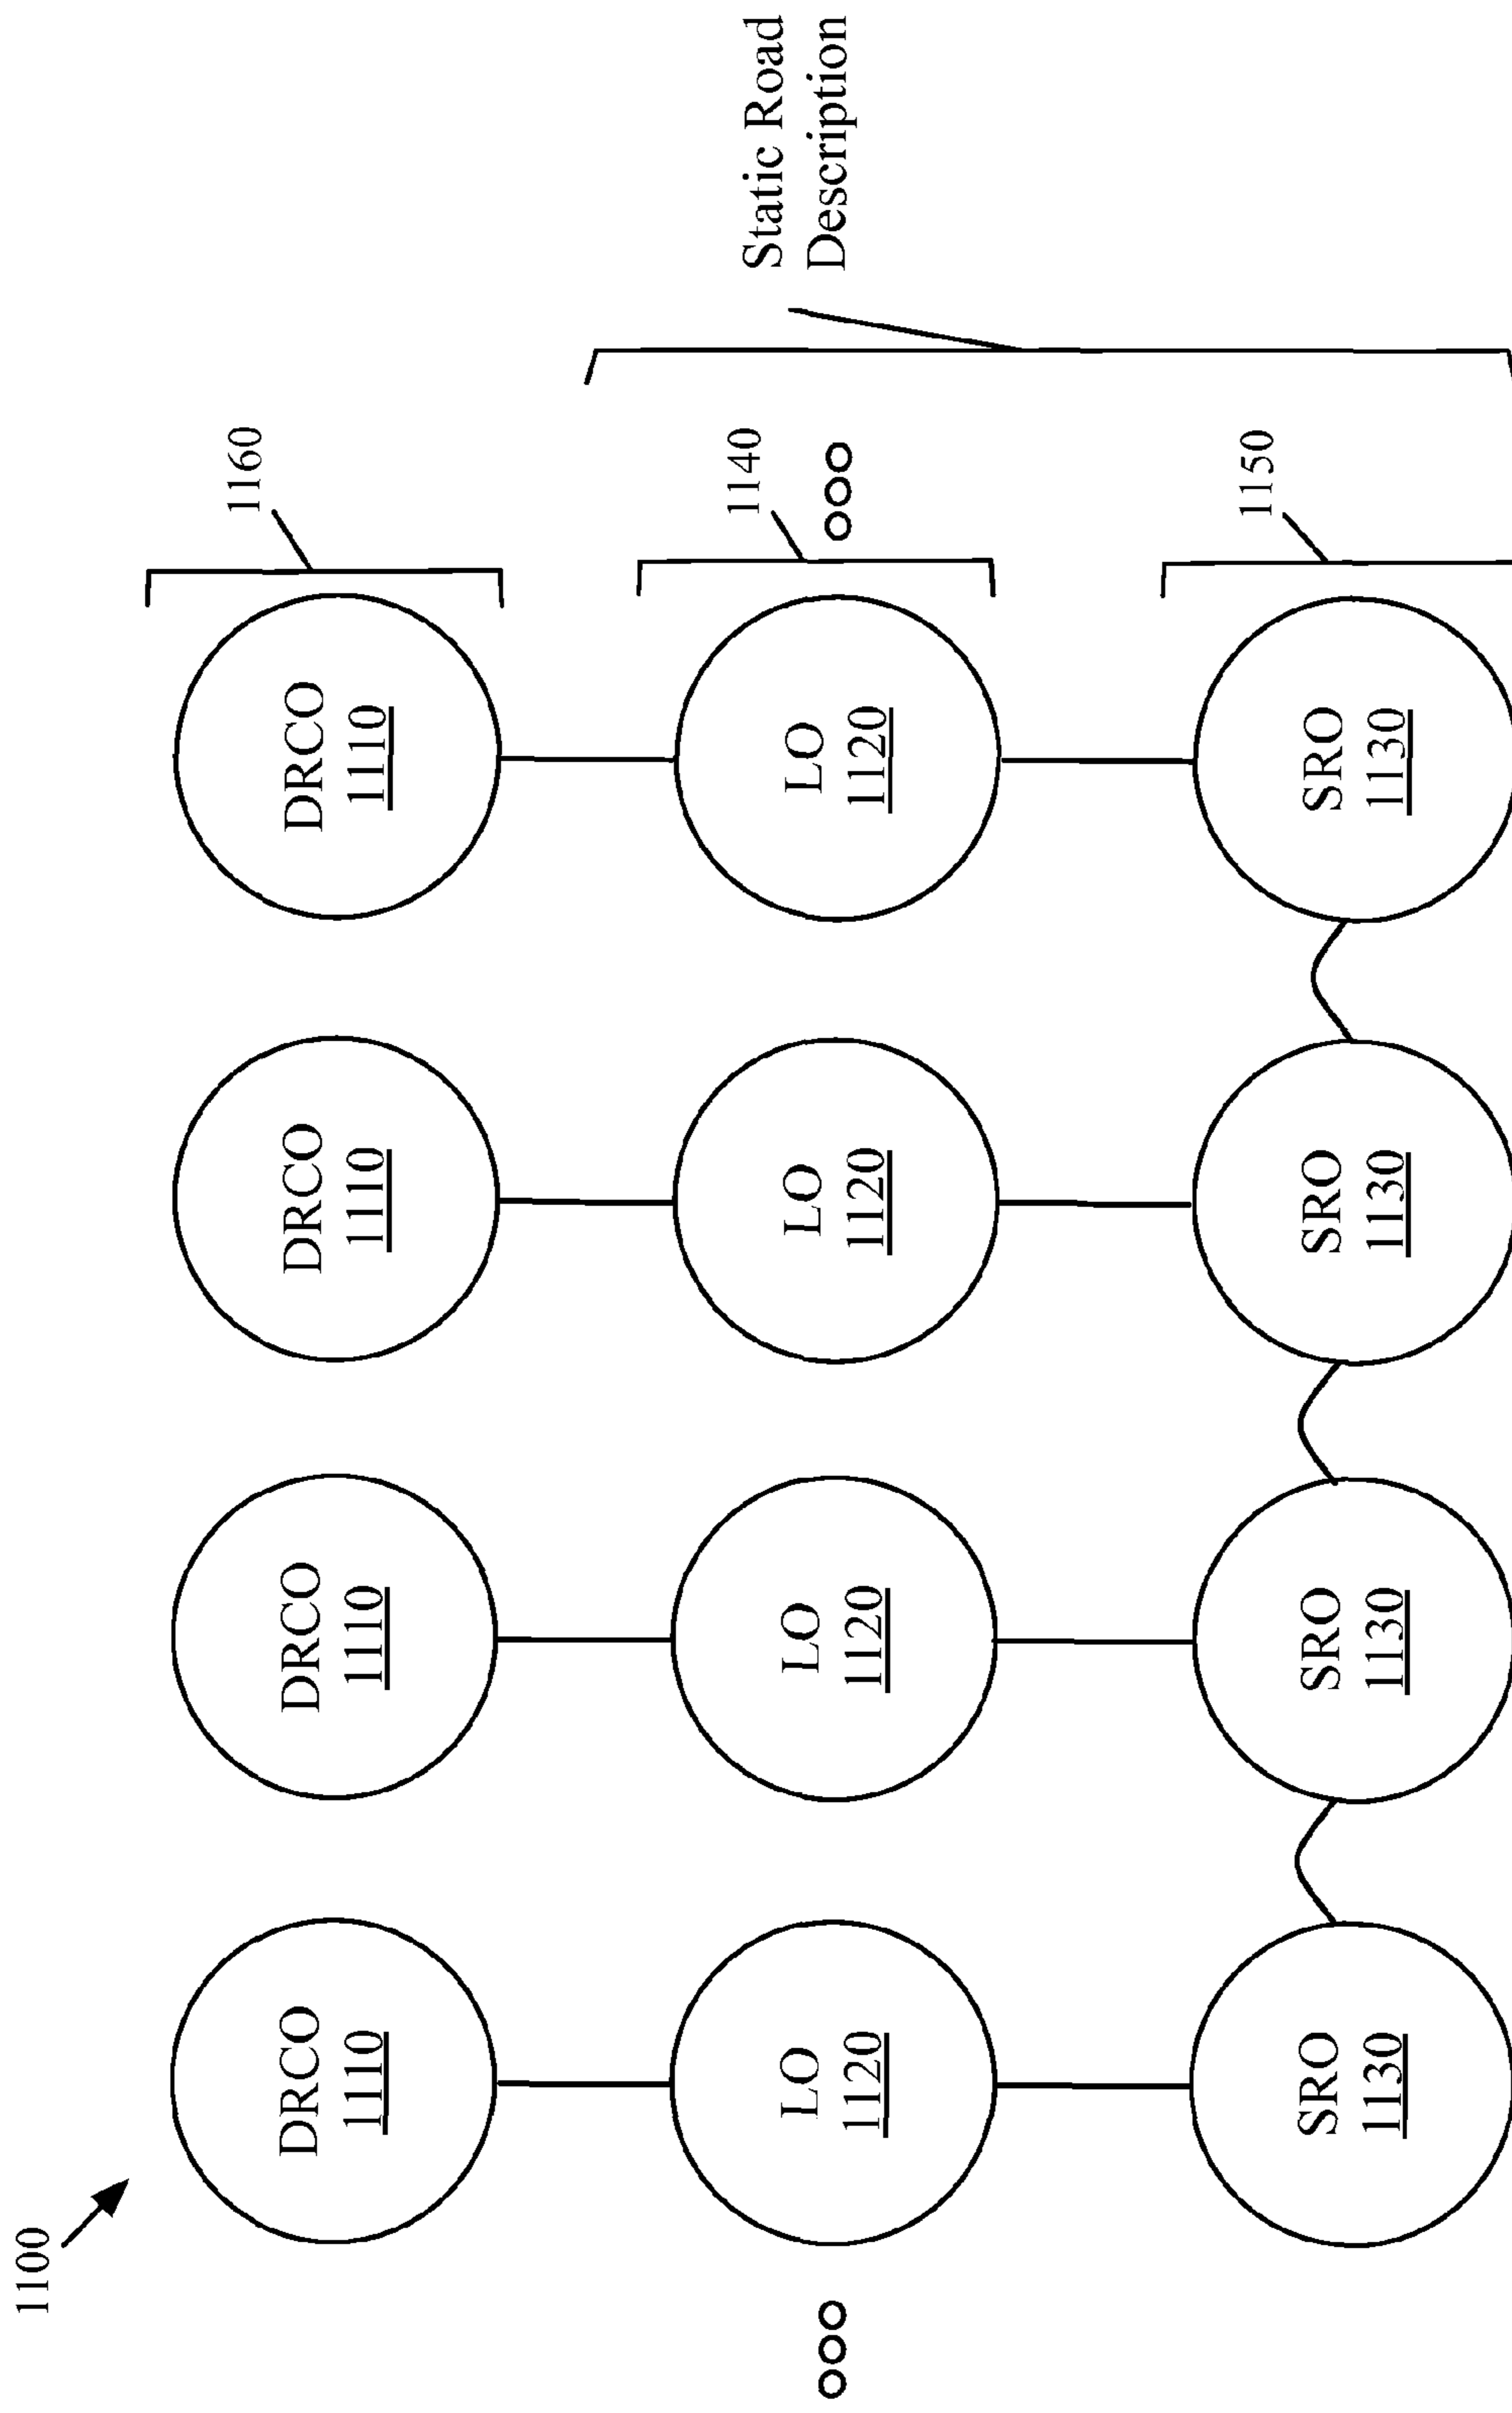 1100
1160
DRCO DRCO DRCO DRCO
1110 1110 1110 1110
1140
Static Road
Description
LO LO LO LO
1120 1120 1120 1120
1150
SRO SRO SRO SRO
1130 1130 1130 1130